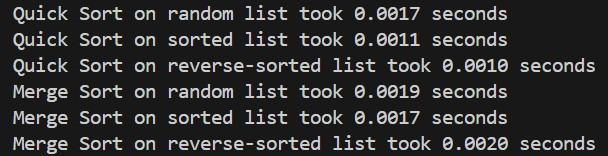 Quick Sort on random list took 0.0017 seconds
Quick Sort on sorted list took 0.0011 seconds
Quick Sort on reverse-sorted list took 0.0010 seconds
Merge Sort on random list took 0.0019 seconds
Merge Sort on sorted list took 0.0017 seconds
Merge Sort on reverse-sorted list took 0.0020 seconds